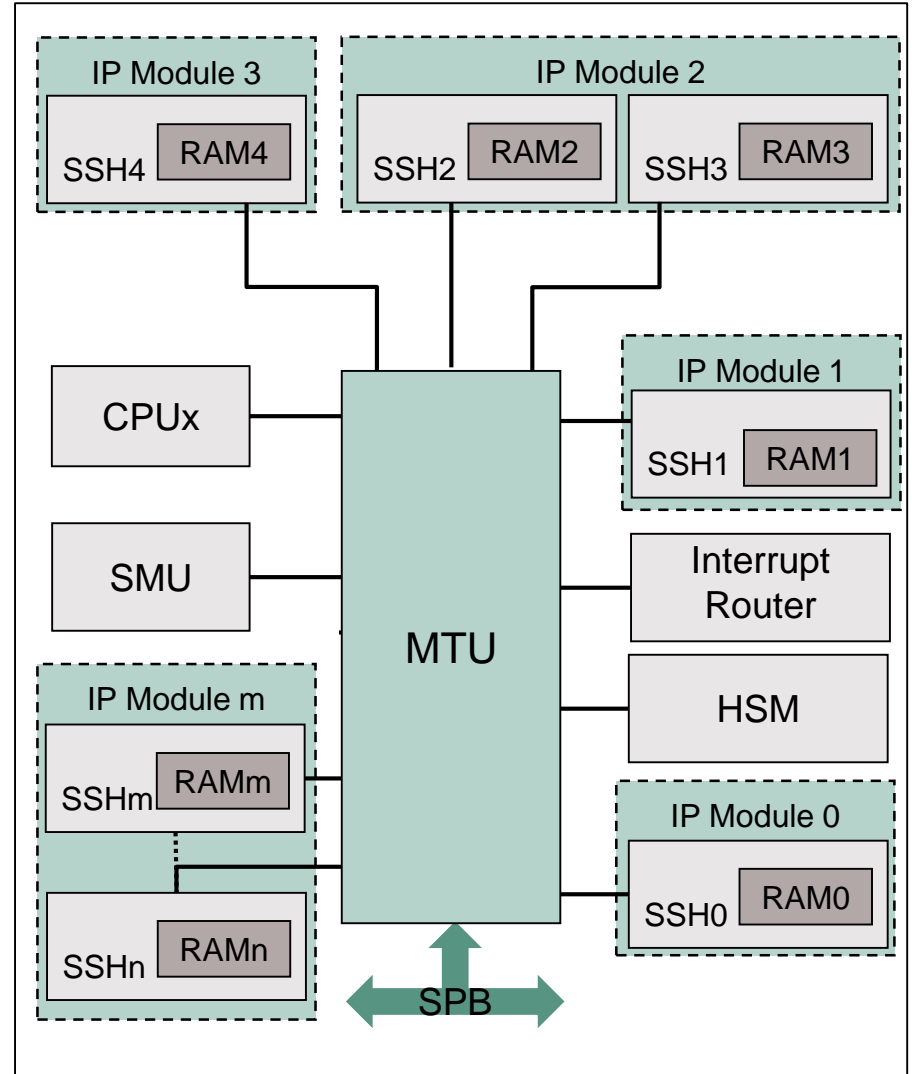 IP Module 3
SSH4
RAM4
IP Module 2
SSH2
RAM2
SSH3
RAM3
IP Module 1
SSH1
RAM1
CPUx
SMU
MTU
Interrupt
Router
HSM
IP Module m
SSHm
RAMm
SSHn
RAMn
IP Module 0
SSH0
RAM0
SPB